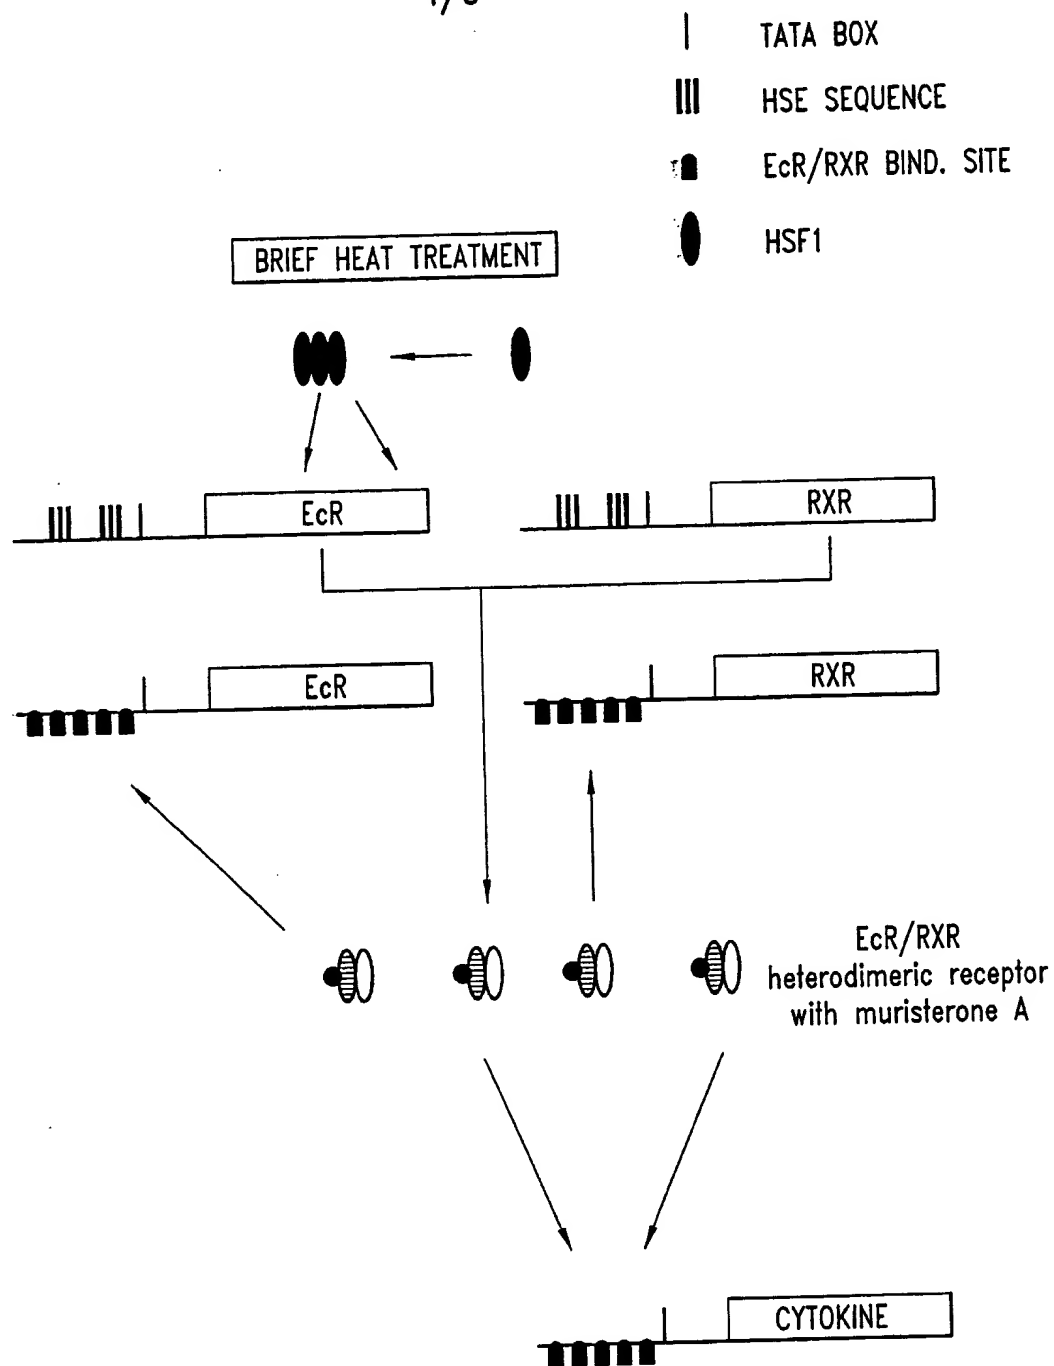 TATA BOX
HSE SEQUENCE
EcR/RXR BIND. SITE
HSF1
BRIEF HEAT TREATMENT
EcR
RXR
EcR
RXR
EcR/RXR
heterodimeric receptor
with muristerone A
CYTOKINE